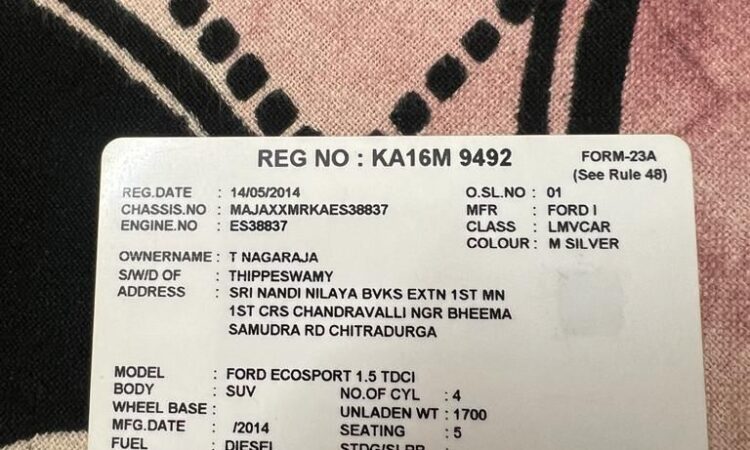 REG NO : KA16M 9492
FORM-23A
(See Rule 48)
REG.DATE : 14/05/2014 O.SL.NO : 01
CHASSIS.NO : MAJAXXMRKAES38837 MFR : FORD I
ENGINE.NO : ES38837 CLASS : LMVCAR
COLOUR : M SILVER
OWNERNAME : T NAGARAJA
S/W/D OF : THIPPESWAMY
ADDRESS : SRI NANDI NILAYA BVKS EXTN 1ST MN
1ST CRS CHANDRAVALLI NGR BHEEMA
SAMUDRA RD CHITRADURGA
MODEL : FORD ECOSPORT 1.5 TDCI
BODY : SUV NO.OF CYL : 4
WHEEL BASE : UNLADEN WT : 1700
MFG.DATE : /2014 SEATING : 5
FUEL : DIESEL